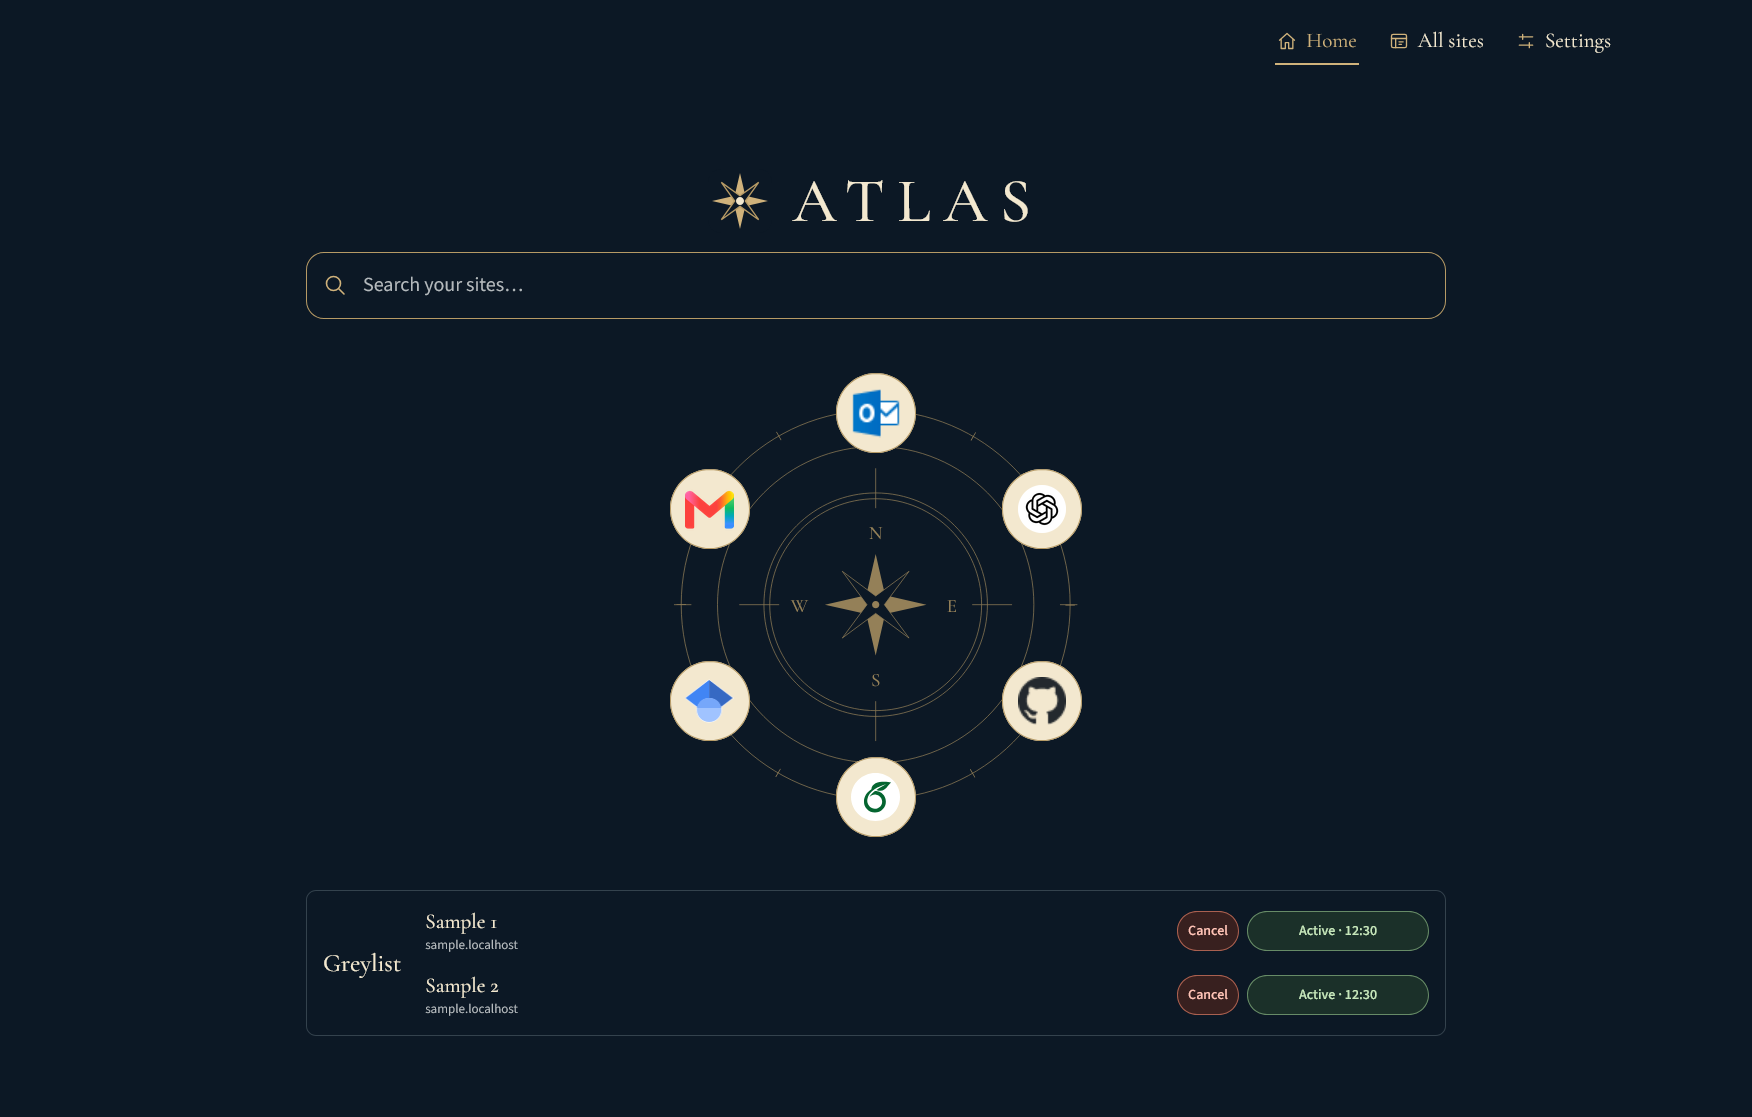 Home All sites Settings
ATLAS
Search your sites...
N
W E
S
Greylist
Sample 1
sample.localhost
Cancel Active · 12:30
Sample 2
sample.localhost
Cancel Active · 12:30